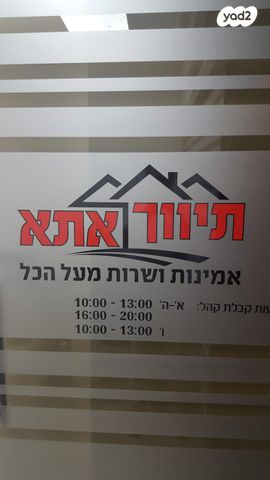 yad2
תיווך אתא
אמינות ושרות מעל הכל
קבלת קהל: א'-ה' 10:00 - 13:00
16:00 - 20:00
ו' 10:00 - 13:00